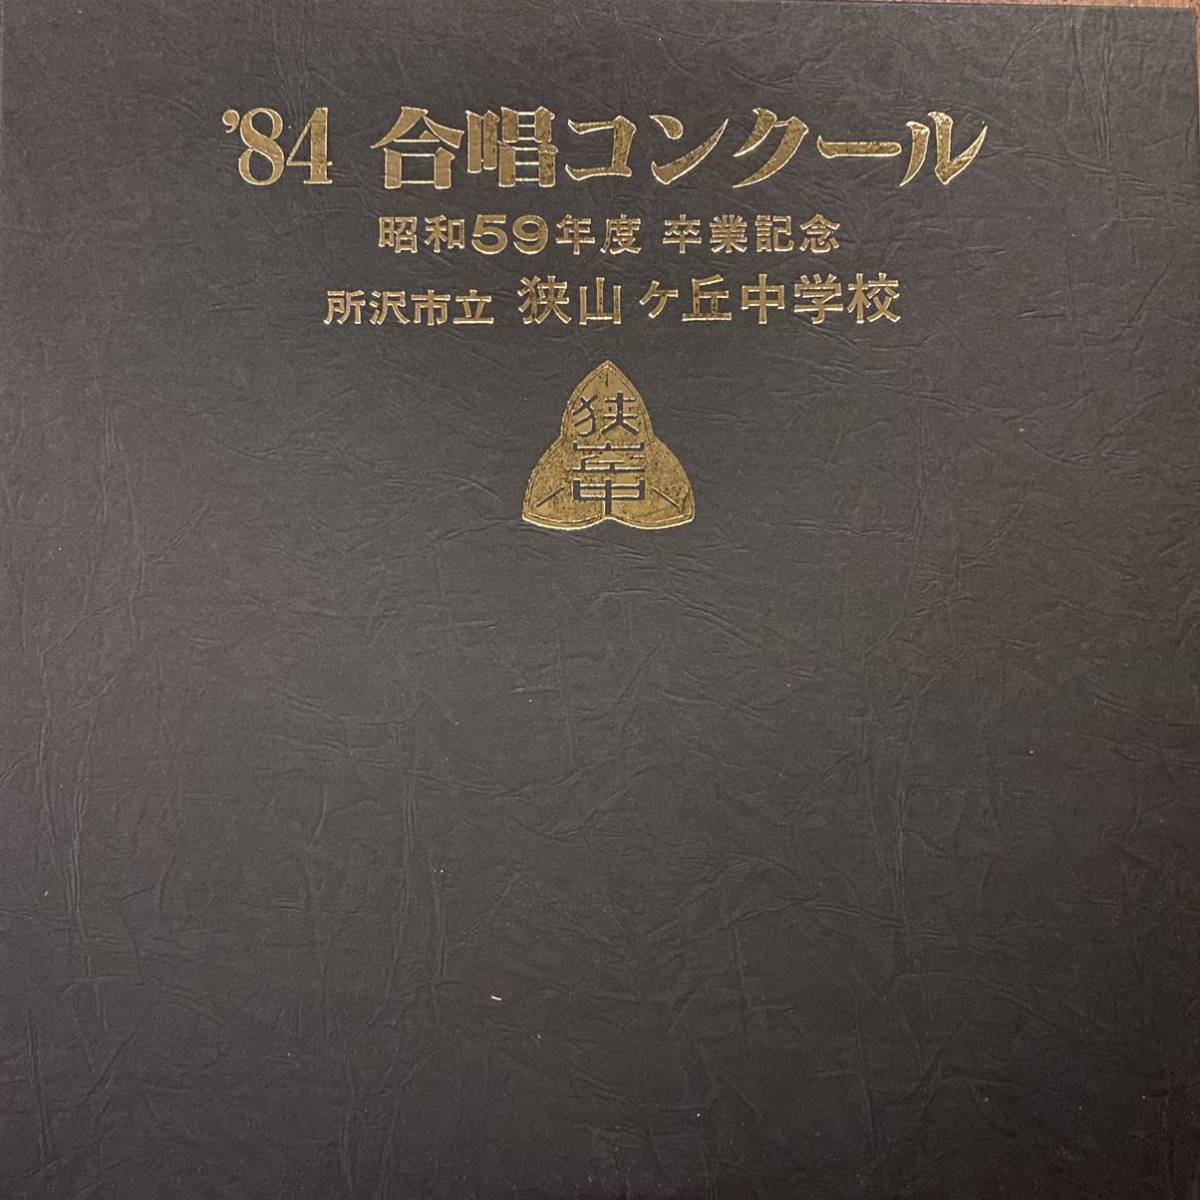 '84 合唱コンクール
昭和59年度 卒業記念
所沢市立 狭山ヶ丘中学校
狭
丘
中